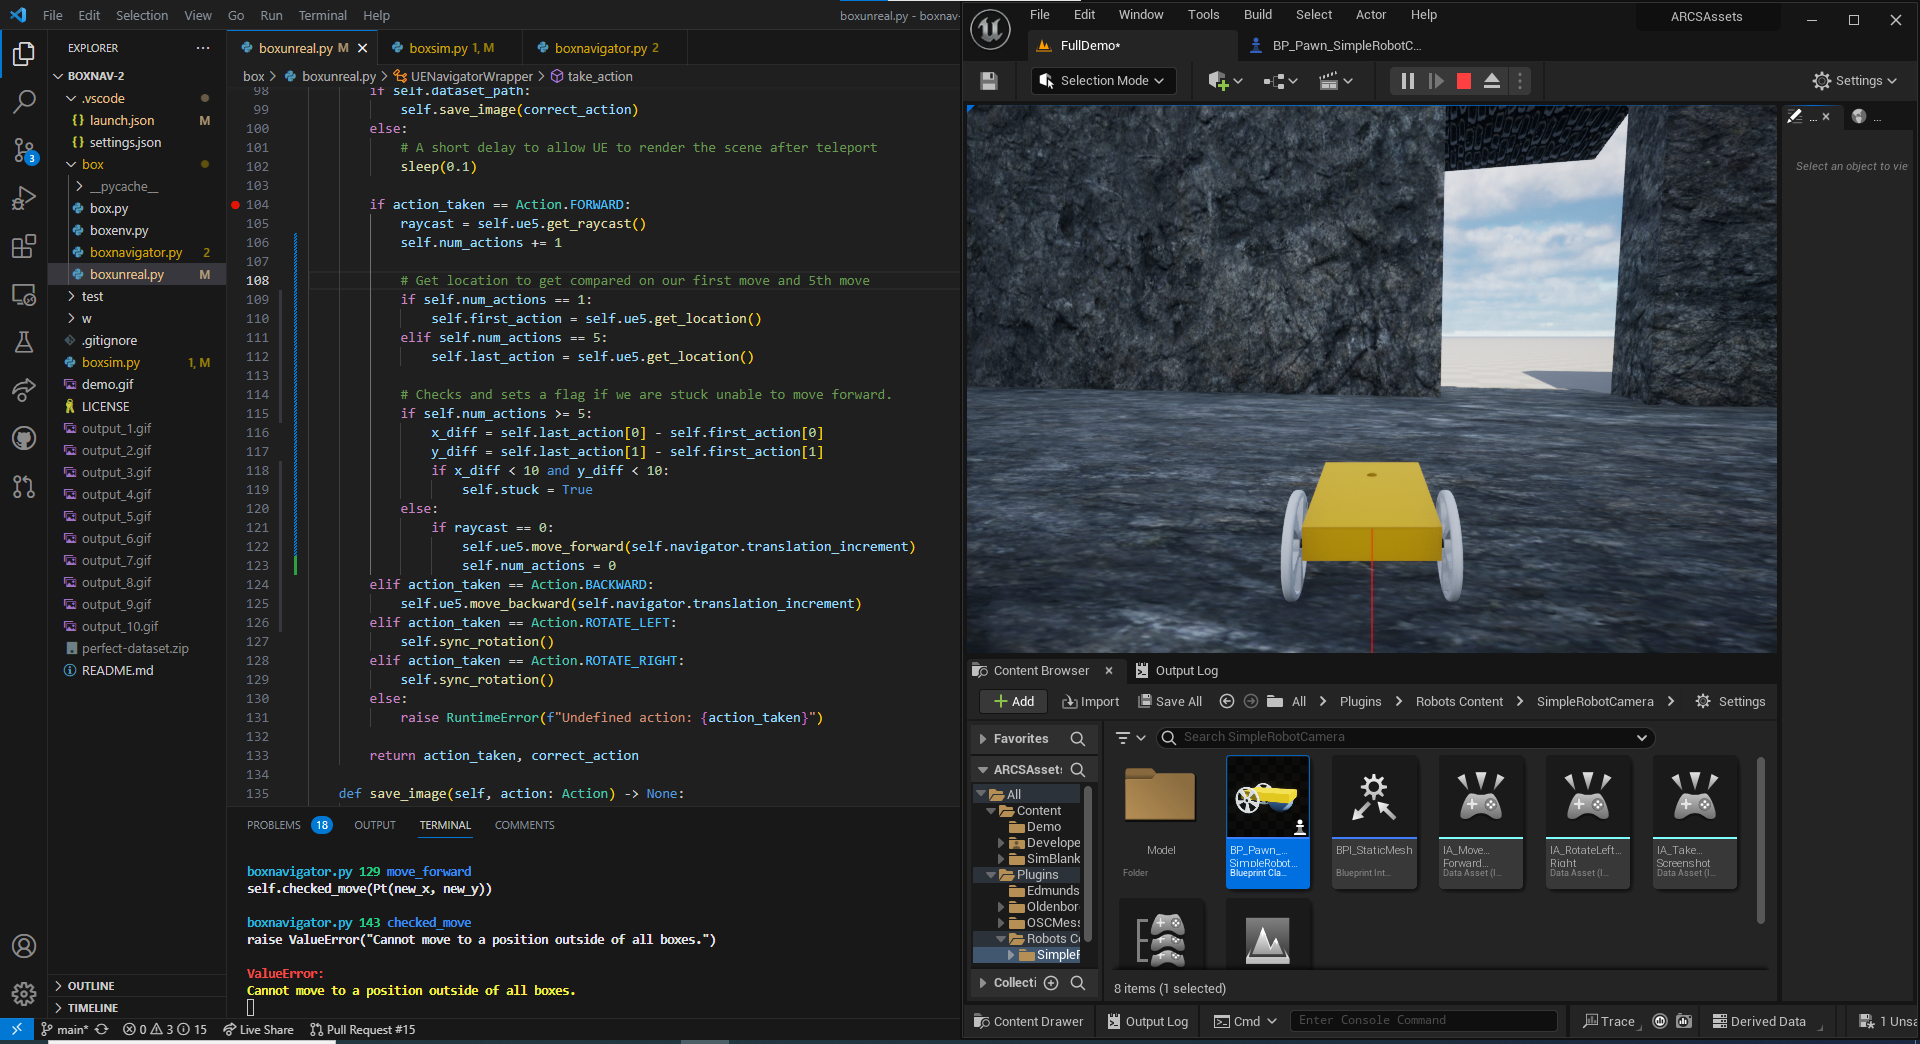 File Edit Selection View Go Run Terminal Help
boxunreal.py - boxnav-
EXPLORER
BOXNAV-2
.vscode
launch.json M
settings.json
box
__pycache__
box.py
boxenv.py
boxnavigator.py 2
boxunreal.py M
test
w
.gitignore
boxsim.py 1, M
demo.gif
LICENSE
output_1.gif
output_2.gif
output_3.gif
output_4.gif
output_5.gif
output_6.gif
output_7.gif
output_8.gif
output_9.gif
output_10.gif
perfect-dataset.zip
README.md
OUTLINE
TIMELINE
3
boxunreal.py M
boxsim.py 1, M
boxnavigator.py 2
box > boxunreal.py > UENavigatorWrapper > take_action
98 if self.dataset_path:
99 self.save_image(correct_action)
100 else:
101 # A short delay to allow UE to render the scene after teleport
102 sleep(0.1)
103
104 if action_taken == Action.FORWARD:
105 raycast = self.ue5.get_raycast()
106 self.num_actions += 1
107
108 # Get location to get compared on our first move and 5th move
109 if self.num_actions == 1:
110 self.first_action = self.ue5.get_location()
111 elif self.num_actions == 5:
112 self.last_action = self.ue5.get_location()
113
114 # Checks and sets a flag if we are stuck unable to move forward.
115 if self.num_actions >= 5:
116 x_diff = self.last_action[0] - self.first_action[0]
117 y_diff = self.last_action[1] - self.first_action[1]
118 if x_diff < 10 and y_diff < 10:
119 self.stuck = True
120 else:
121 if raycast == 0:
122 self.ue5.move_forward(self.navigator.translation_increment)
123 self.num_actions = 0
124 elif action_taken == Action.BACKWARD:
125 self.ue5.move_backward(self.navigator.translation_increment)
126 elif action_taken == Action.ROTATE_LEFT:
127 self.sync_rotation()
128 elif action_taken == Action.ROTATE_RIGHT:
129 self.sync_rotation()
130 else:
131 raise RuntimeError(f"Undefined action: {action_taken}")
132
133 return action_taken, correct_action
134
135 def save_image(self, action: Action) -> None:
PROBLEMS 18 OUTPUT TERMINAL COMMENTS
boxnavigator.py 129 move_forward
self.checked_move(Pt(new_x, new_y))
boxnavigator.py 143 checked_move
raise ValueError("Cannot move to a position outside of all boxes.")
ValueError:
Cannot move to a position outside of all boxes.
main* 0 3 15 Live Share Pull Request #15
File Edit Window Tools Build Select Actor Help
ARCSAssets
FullDemo*
BP_Pawn_SimpleRobotC...
Selection Mode
Settings
...
...
Select an object to vie
Content Browser
Output Log
Add Import Save All All > Plugins > Robots Content > SimpleRobotCamera > Settings
Favorites
ARCSAsset:
All
Content
Demo
Develope
SimBlank
Plugins
Edmunds
Oldenbor
OSCMess
Robots Co
SimpleF
Collecti
Search SimpleRobotCamera
Model
Folder
BP_Pawn_...
SimpleRobot...
Blueprint Cla...
BPI_StaticMesh
Blueprint Int...
IA_Move...
Forward...
Data Asset (I...
IA_RotateLeft...
Right
Data Asset (I...
IA_Take...
Screenshot
Data Asset (I...
8 items (1 selected)
Content Drawer Output Log Cmd Enter Console Command Trace Derived Data 1 Unsa